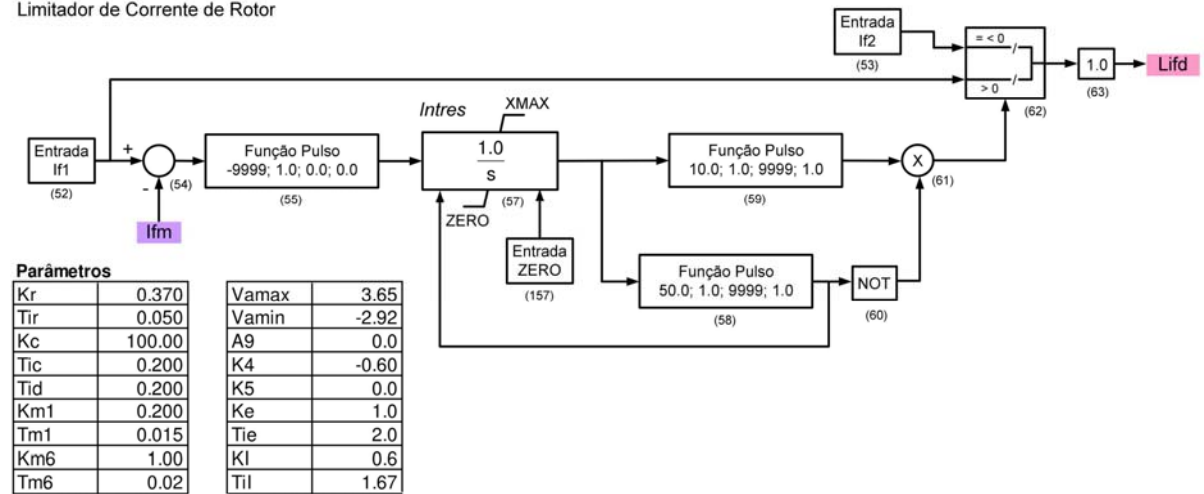 Limitador de Corrente de Rotor
Entrada
If2
(53)
= < 0
> 0
(62)
1.0
(63)
Lifd
Entrada
If1
(52)
+
-
(54)
Ifm
Função Pulso
-9999; 1.0; 0.0; 0.0
(55)
Intres
XMAX
1.0
s
ZERO
(57)
Entrada
ZERO
(157)
Função Pulso
10.0; 1.0; 9999; 1.0
(59)
X
(61)
Função Pulso
50.0; 1.0; 9999; 1.0
(58)
NOT
(60)
Parâmetros
Kr 0.370
Tir 0.050
Kc 100.00
Tic 0.200
Tid 0.200
Km1 0.200
Tm1 0.015
Km6 1.00
Tm6 0.02
Vamax 3.65
Vamin -2.92
A9 0.0
K4 -0.60
K5 0.0
Ke 1.0
Tie 2.0
KI 0.6
Til 1.67